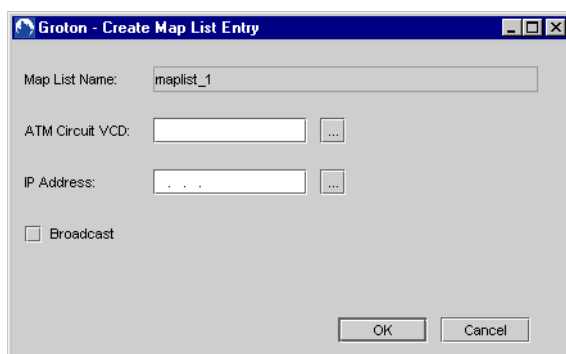 Groton - Create Map List Entry
Map List Name: maplist_1
ATM Circuit VCD: ...
IP Address: . . . ...
Broadcast
OK Cancel